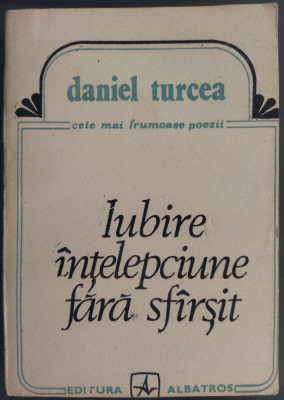 daniel turcea
cele mai frumoase poezii
Iubire
înțelepciune
fără sfîrșit
EDITURA ALBATROS